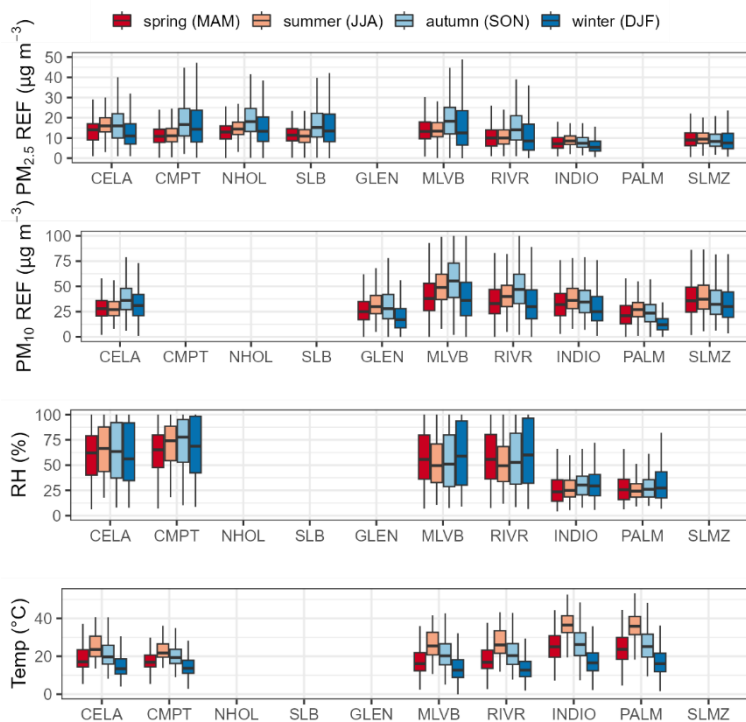 spring (MAM) summer (JJA) autumn (SON) winter (DJF)
PM2.5 REF (µg m−3)
50
40
30
20
10
0
CELA CMPT NHOL SLB GLEN MLVB RIVR INDIO PALM SLMZ
PM10 REF (µg m−3)
100
75
50
25
0
CELA CMPT NHOL SLB GLEN MLVB RIVR INDIO PALM SLMZ
RH (%)
100
75
50
25
0
CELA CMPT NHOL SLB GLEN MLVB RIVR INDIO PALM SLMZ
Temp (°C)
40
20
0
CELA CMPT NHOL SLB GLEN MLVB RIVR INDIO PALM SLMZ